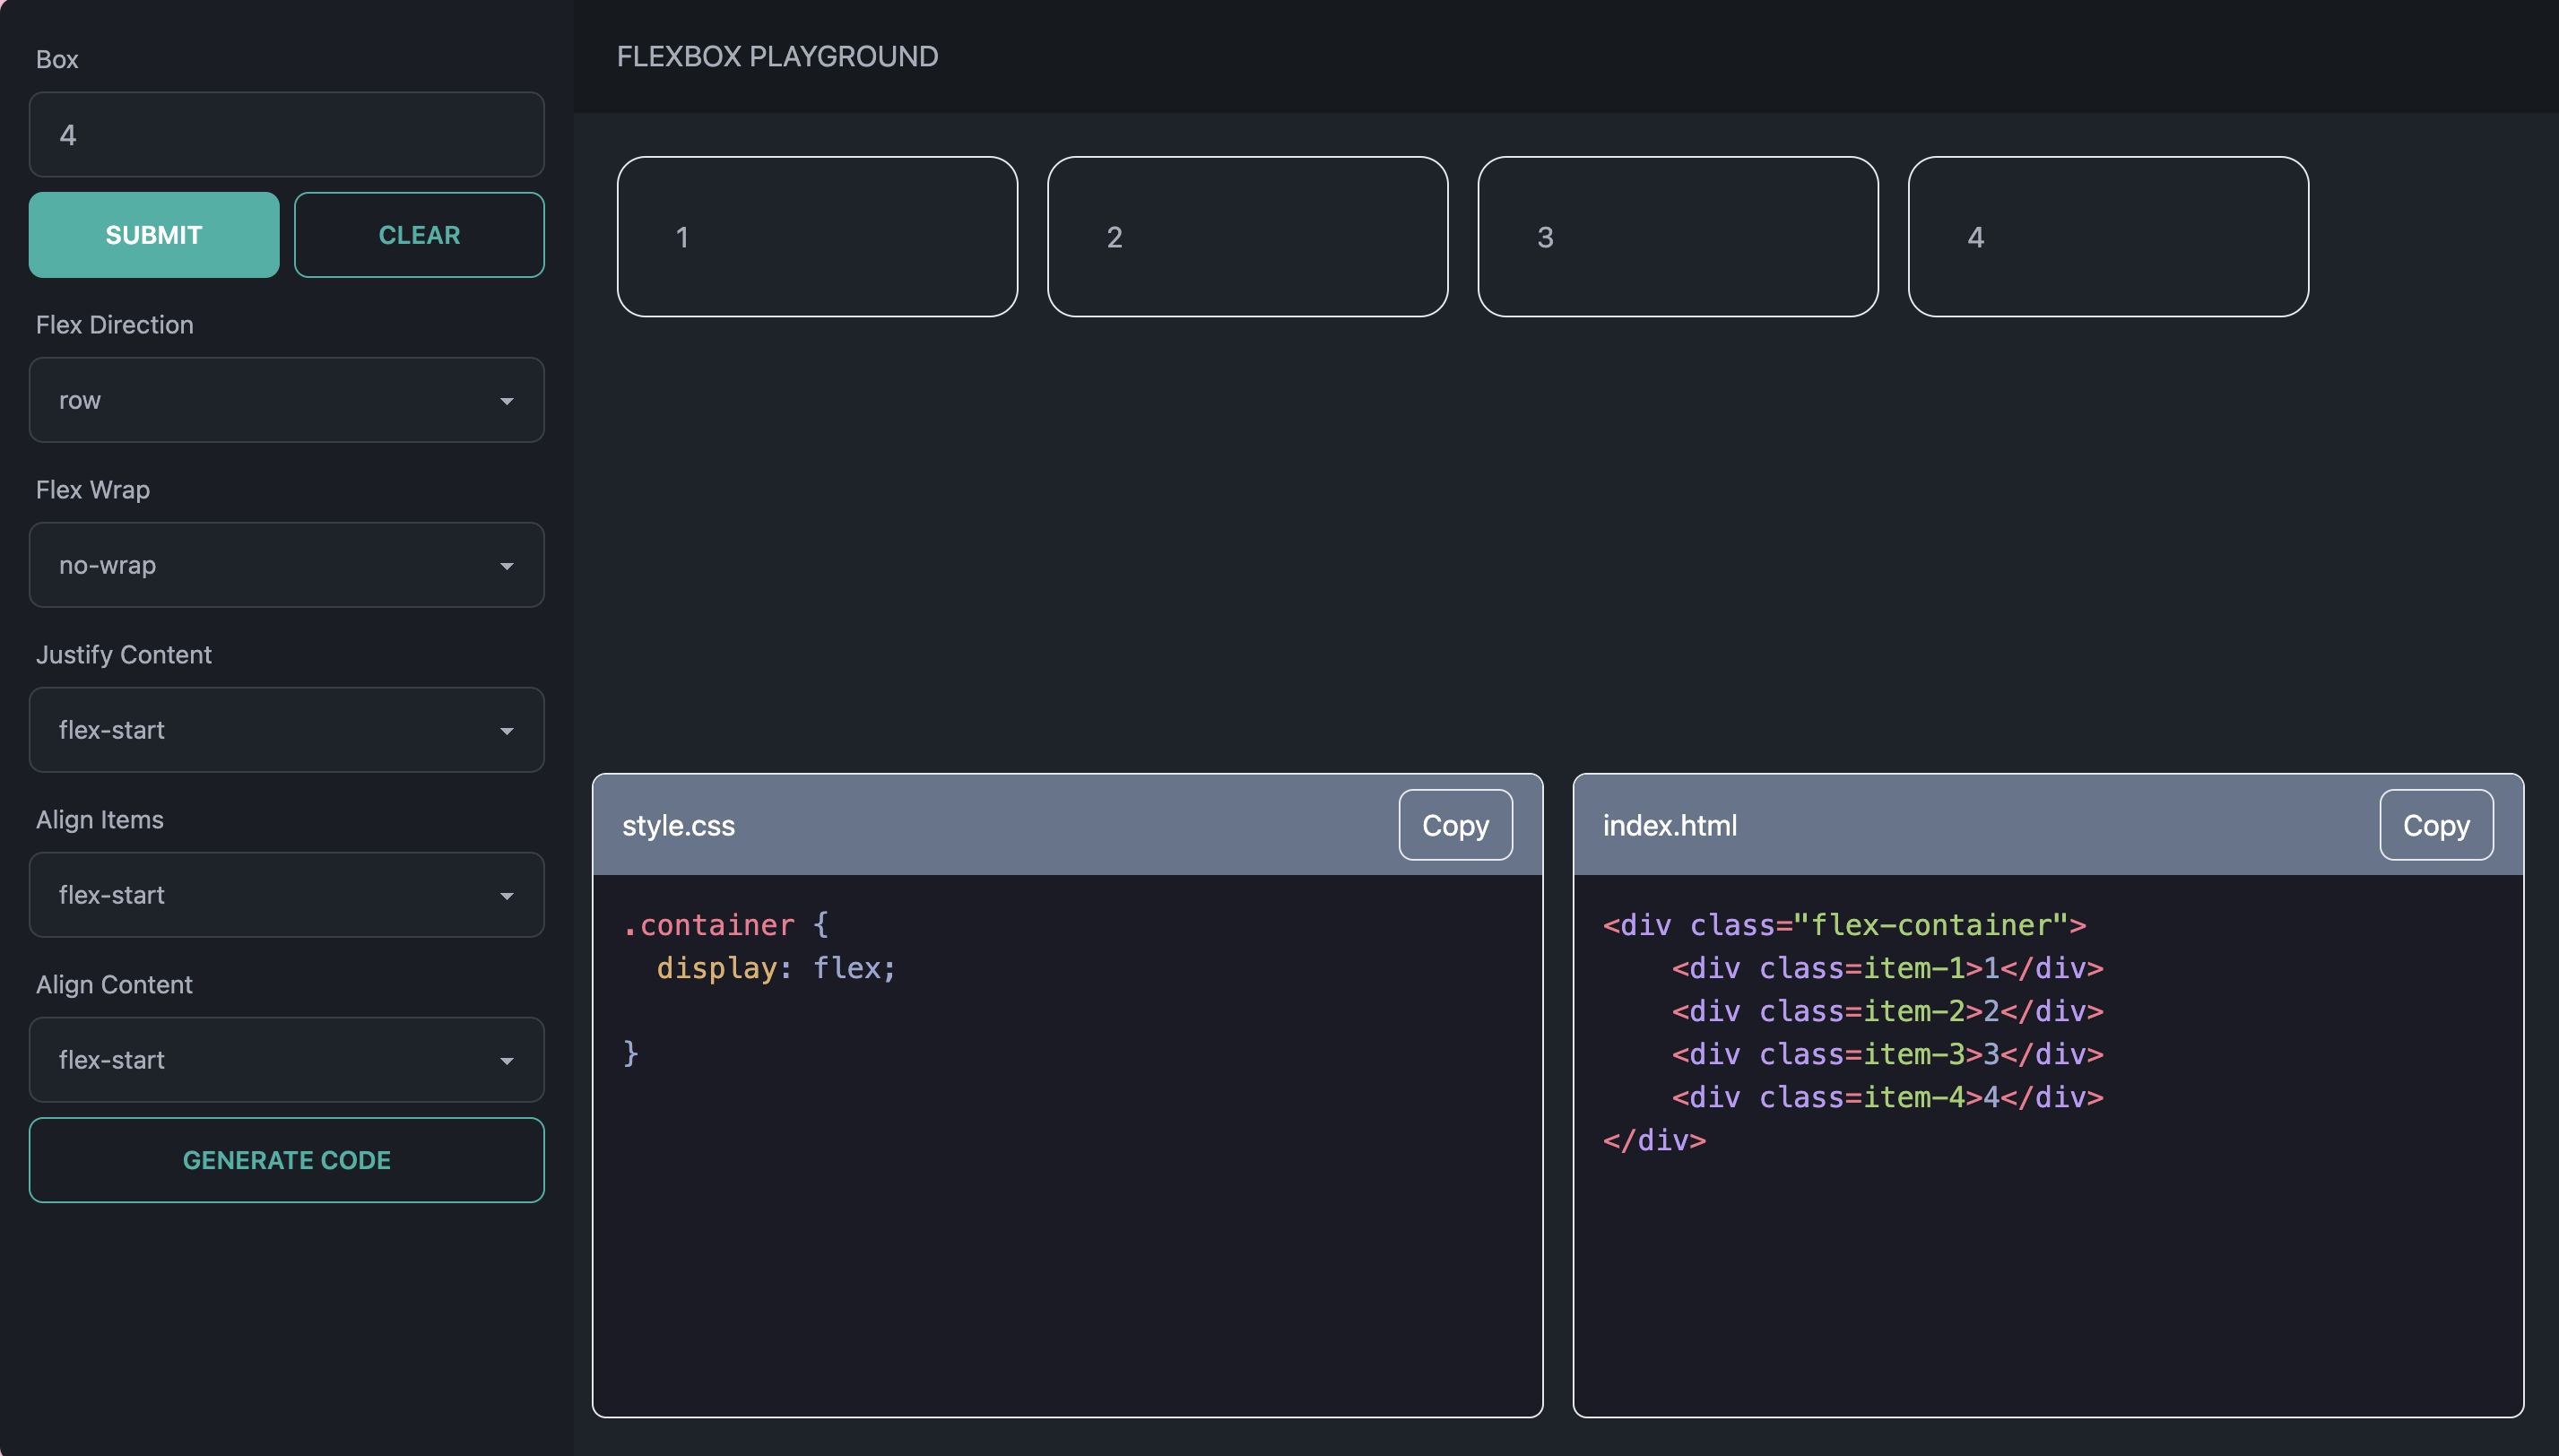 Box
4
SUBMIT
CLEAR
Flex Direction
row
Flex Wrap
no-wrap
Justify Content
flex-start
Align Items
flex-start
Align Content
flex-start
GENERATE CODE
FLEXBOX PLAYGROUND
1
2
3
4
style.css
Copy
.container {
  display: flex;

}
index.html
Copy
<div class="flex-container">
    <div class=item-1>1</div>
    <div class=item-2>2</div>
    <div class=item-3>3</div>
    <div class=item-4>4</div>
</div>